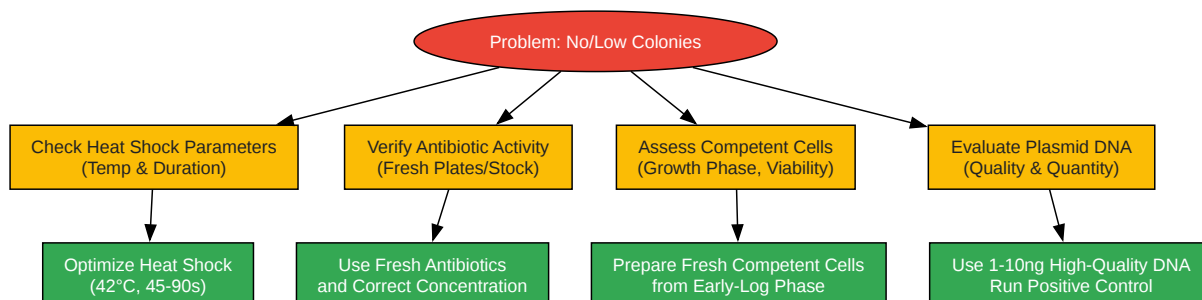 Problem: No/Low Colonies
Check Heat Shock Parameters
(Temp & Duration)
Verify Antibiotic Activity
(Fresh Plates/Stock)
Assess Competent Cells
(Growth Phase, Viability)
Evaluate Plasmid DNA
(Quality & Quantity)
Optimize Heat Shock
(42°C, 45-90s)
Use Fresh Antibiotics
and Correct Concentration
Prepare Fresh Competent Cells
from Early-Log Phase
Use 1-10ng High-Quality DNA
Run Positive Control